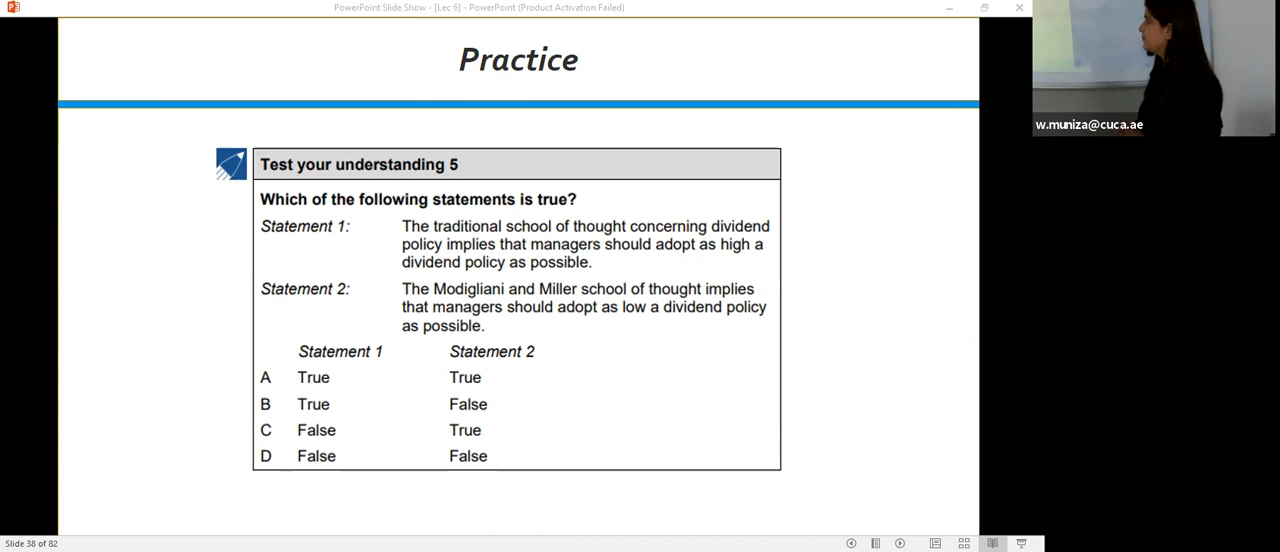 PowerPoint Slide Show - [Lec 6] - PowerPoint (Product Activation Failed)
Practice
w.muniza@cuca.ae
Test your understanding 5
Which of the following statements is true?
Statement 1: The traditional school of thought concerning dividend
policy implies that managers should adopt as high a
dividend policy as possible.
Statement 2: The Modigliani and Miller school of thought implies
that managers should adopt as low a dividend policy
as possible.
Statement 1 Statement 2
A True True
B True False
C False True
D False False
Slide 38 of 82